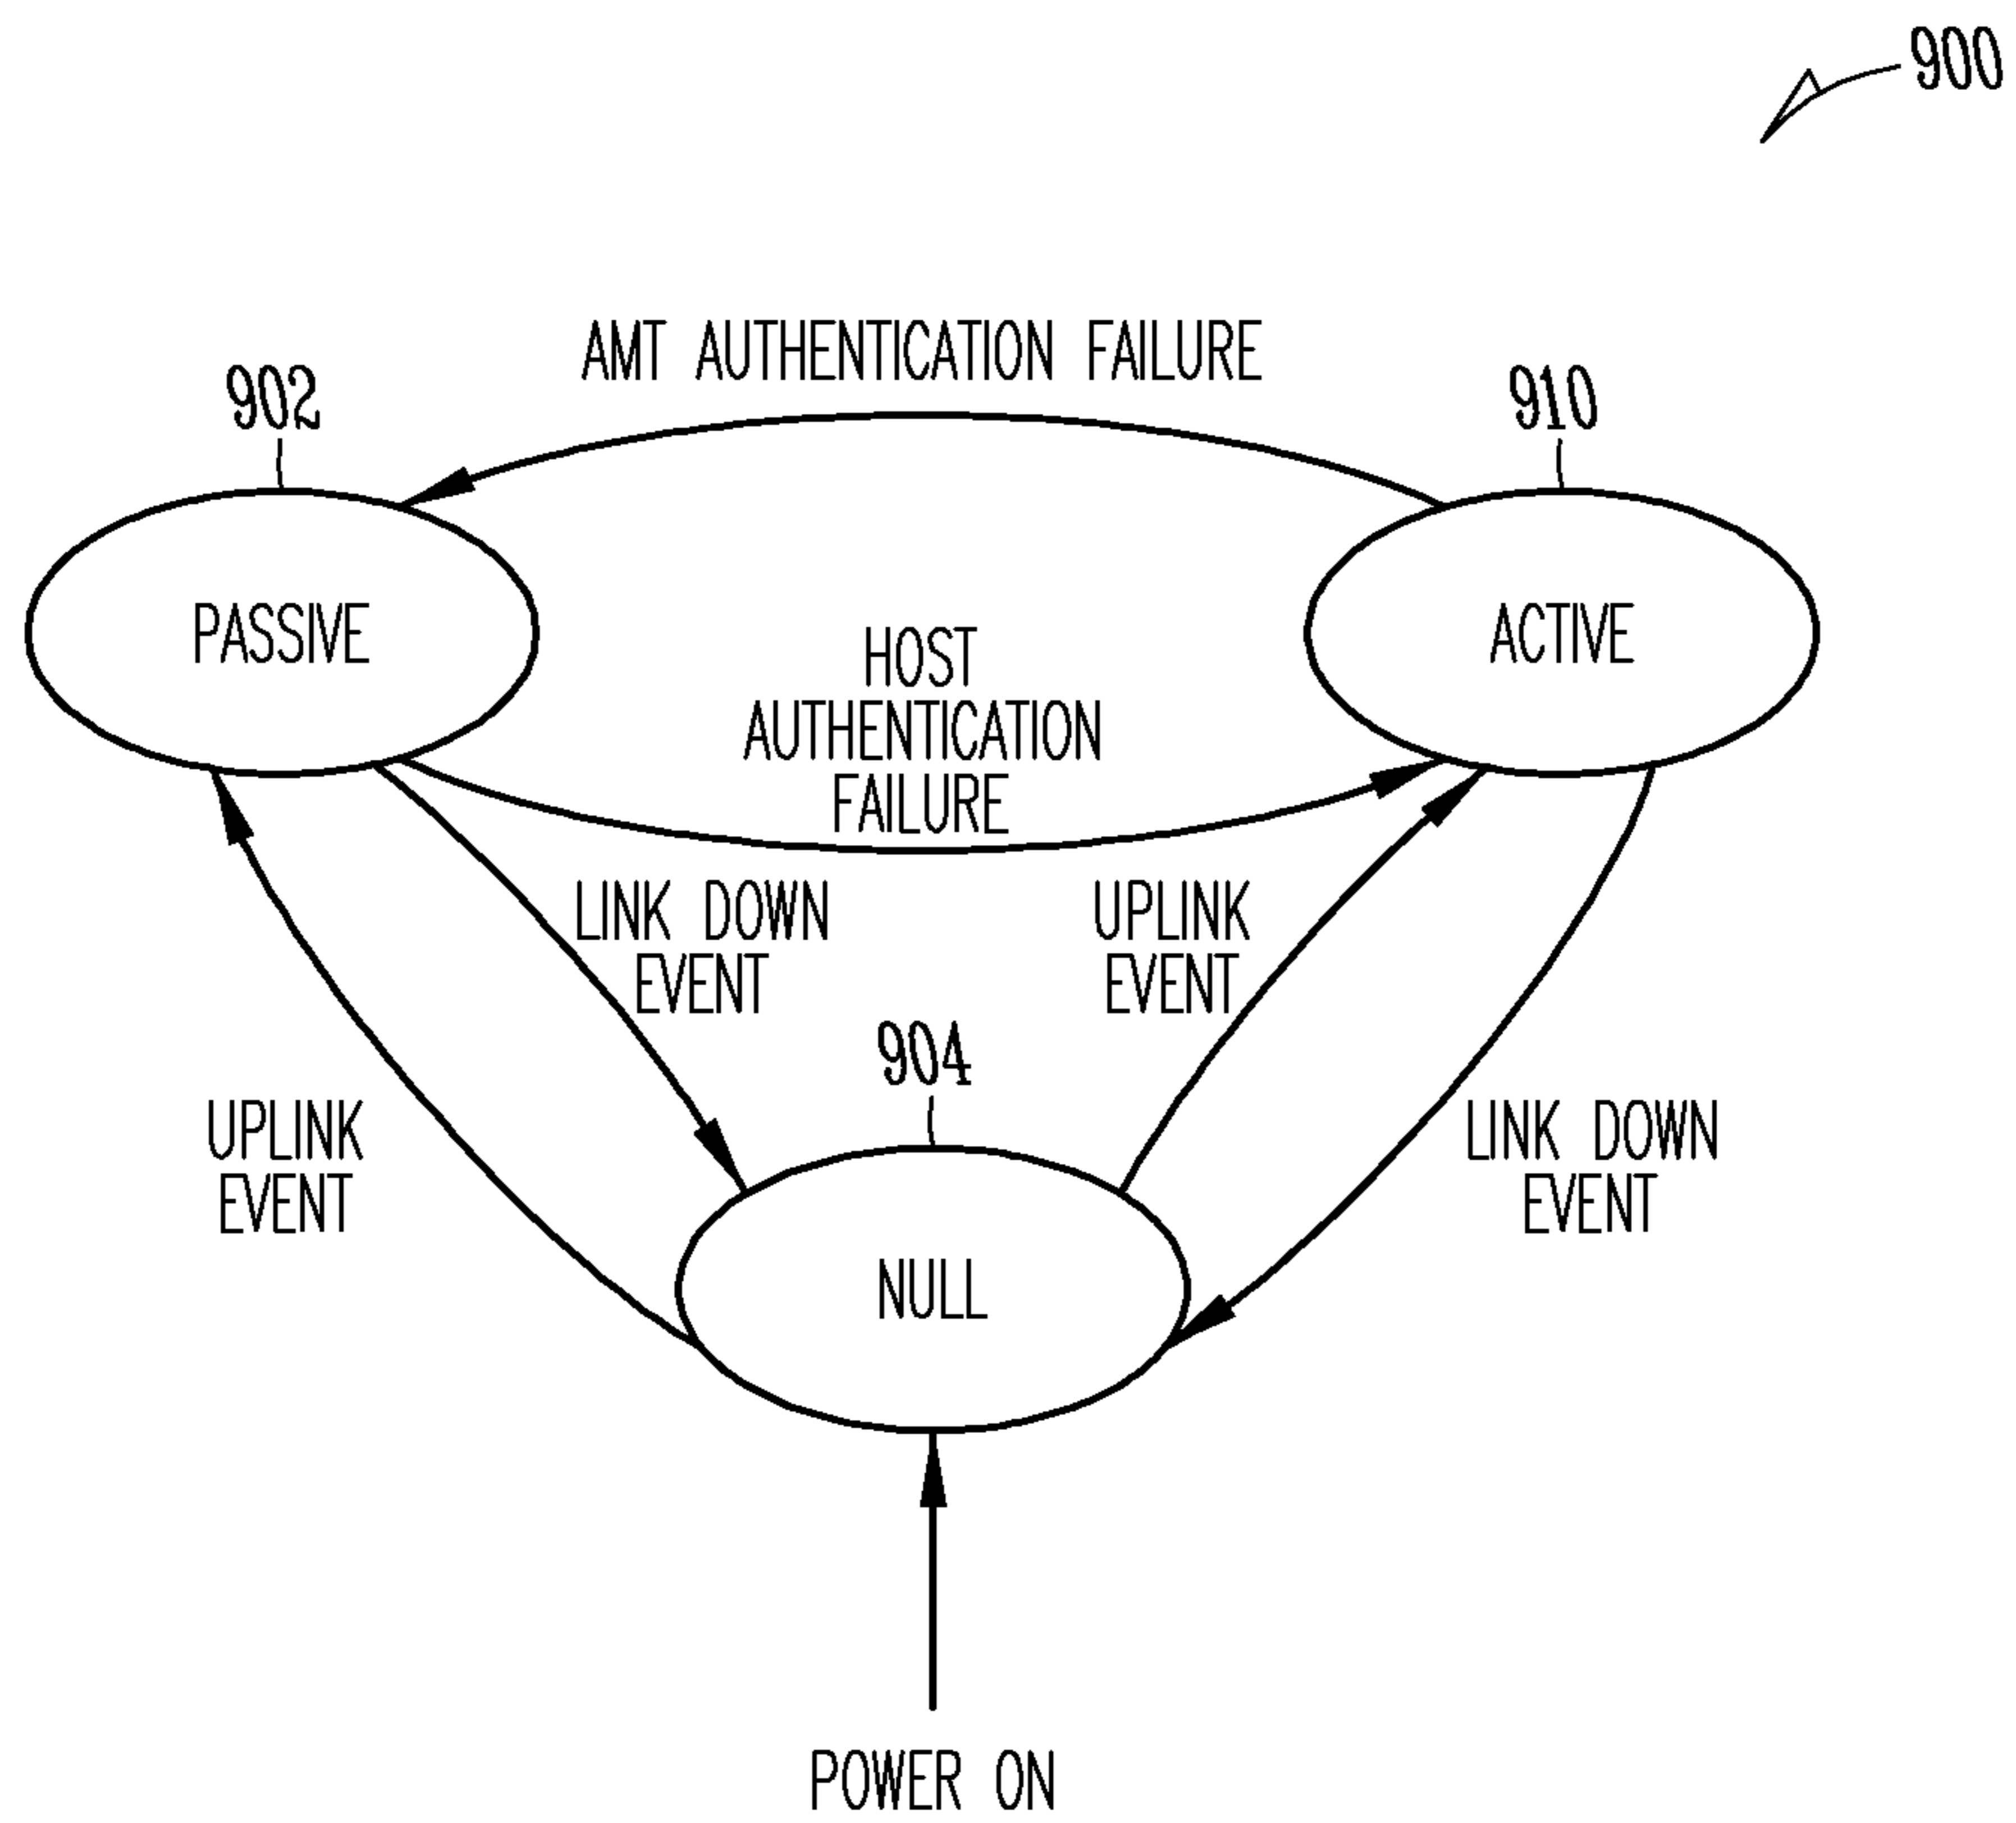 900
AMT AUTHENTICATION FAILURE
902
910
PASSIVE
ACTIVE
HOST
AUTHENTICATION
FAILURE
LINK DOWN
EVENT
UPLINK
EVENT
904
UPLINK
EVENT
LINK DOWN
EVENT
NULL
POWER ON